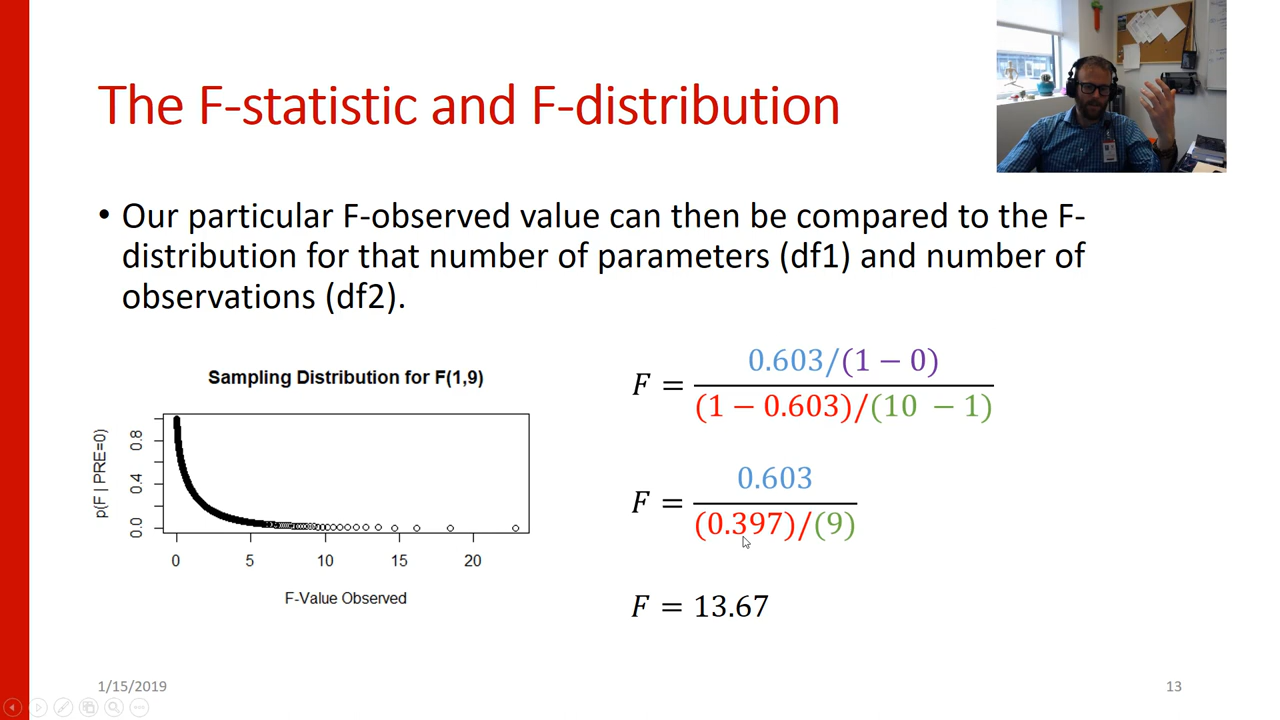 The F-statistic and F-distribution
• Our particular F-observed value can then be compared to the F-
distribution for that number of parameters (df1) and number of
observations (df2).
Sampling Distribution for F(1,9)
p(F | PRE=0)
0.8
0.4
0.0
0 5 10 15 20
F-Value Observed
F = 0.603/(1 − 0)
(1 − 0.603)/(10 − 1)
F = 0.603
(0.397)/(9)
F = 13.67
1/15/2019
13